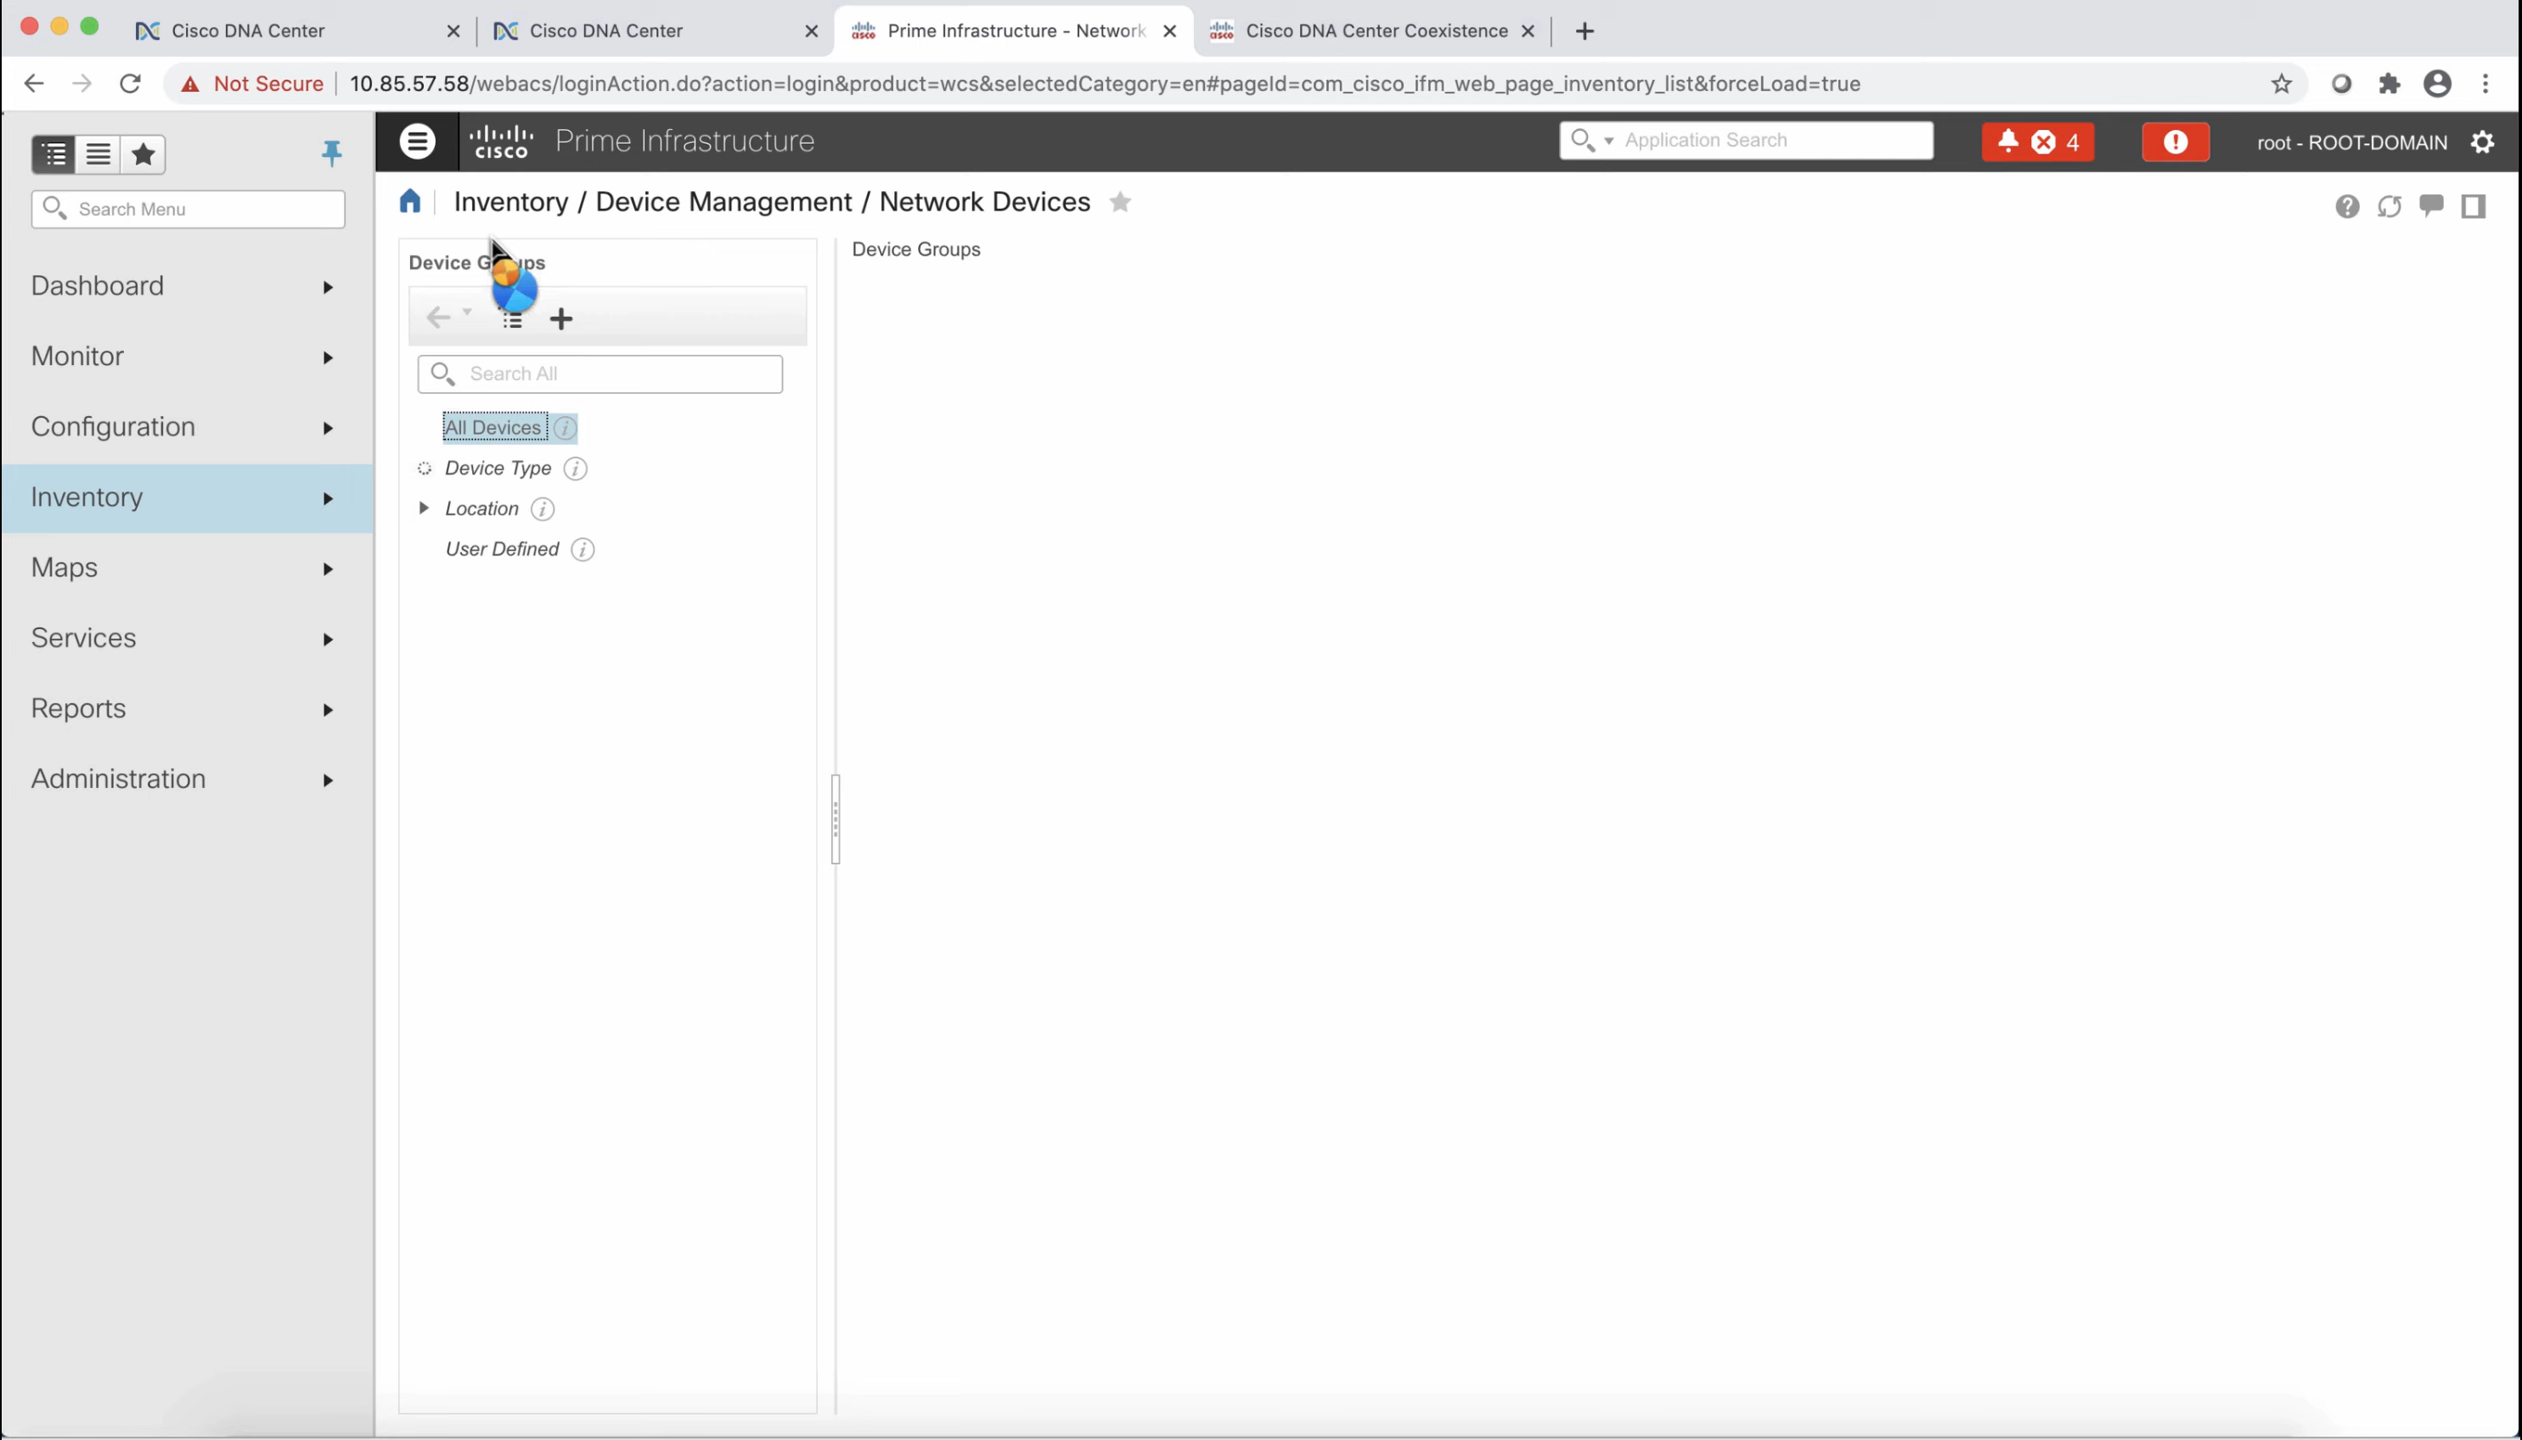 Cisco DNA Center
Cisco DNA Center
Prime Infrastructure - Network
Cisco DNA Center Coexistence
Not Secure
10.85.57.58/webacs/loginAction.do?action=login&product=wcs&selectedCategory=en#pageId=com_cisco_ifm_web_page_inventory_list&forceLoad=true
CISCO
Prime Infrastructure
Application Search
4
root - ROOT-DOMAIN
Search Menu
Dashboard
Monitor
Configuration
Inventory
Maps
Services
Reports
Administration
Inventory / Device Management / Network Devices
Device Groups
Search All
All Devices
Device Type
Location
User Defined
Device Groups